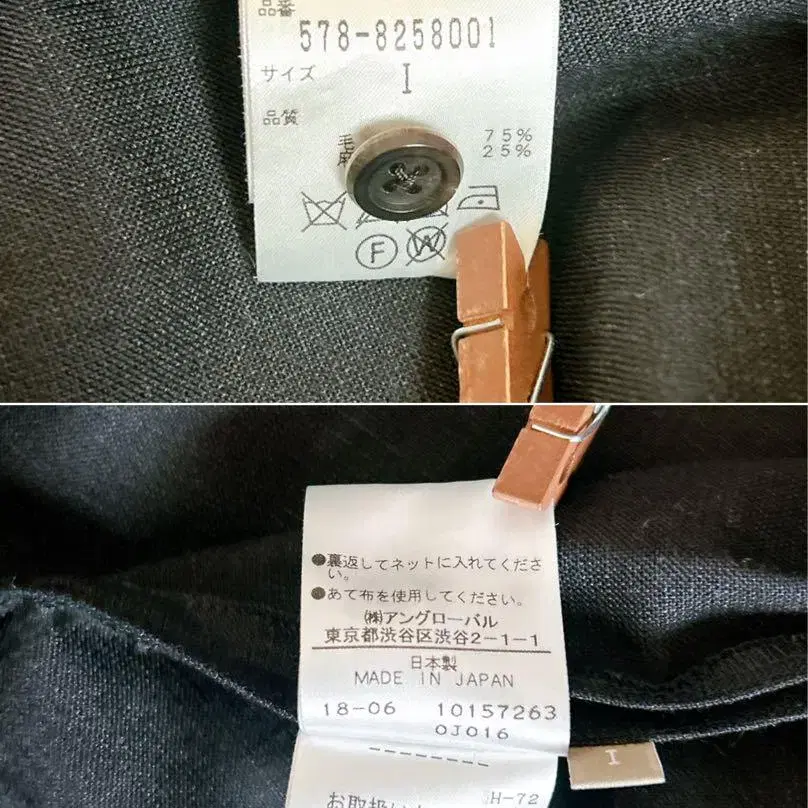 品番
578-8258001
サイズ
I
品質
毛 75%
25%
F
W
●裏返してネットに入れてくださ
い。
●あて布を使用してください。
㈱アングローバル
東京都渋谷区渋谷2-1-1
日本製
MADE IN JAPAN
18-06 10157263
0J016
H-72
お取扱い
I